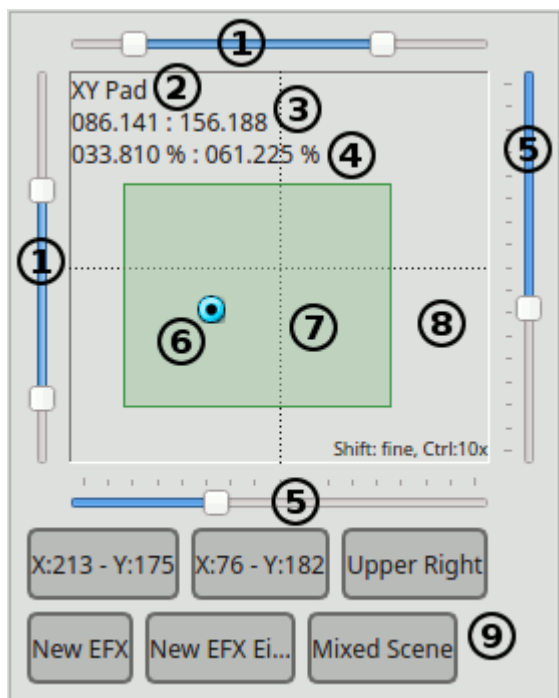 1
XY Pad 2
086.141 : 156.188 3
033.810 % : 061.225 % 4
5
1
6 7 8
Shift: fine, Ctrl:10x
5
X:213 - Y:175 X:76 - Y:182 Upper Right
New EFX New EFX Ei... Mixed Scene 9